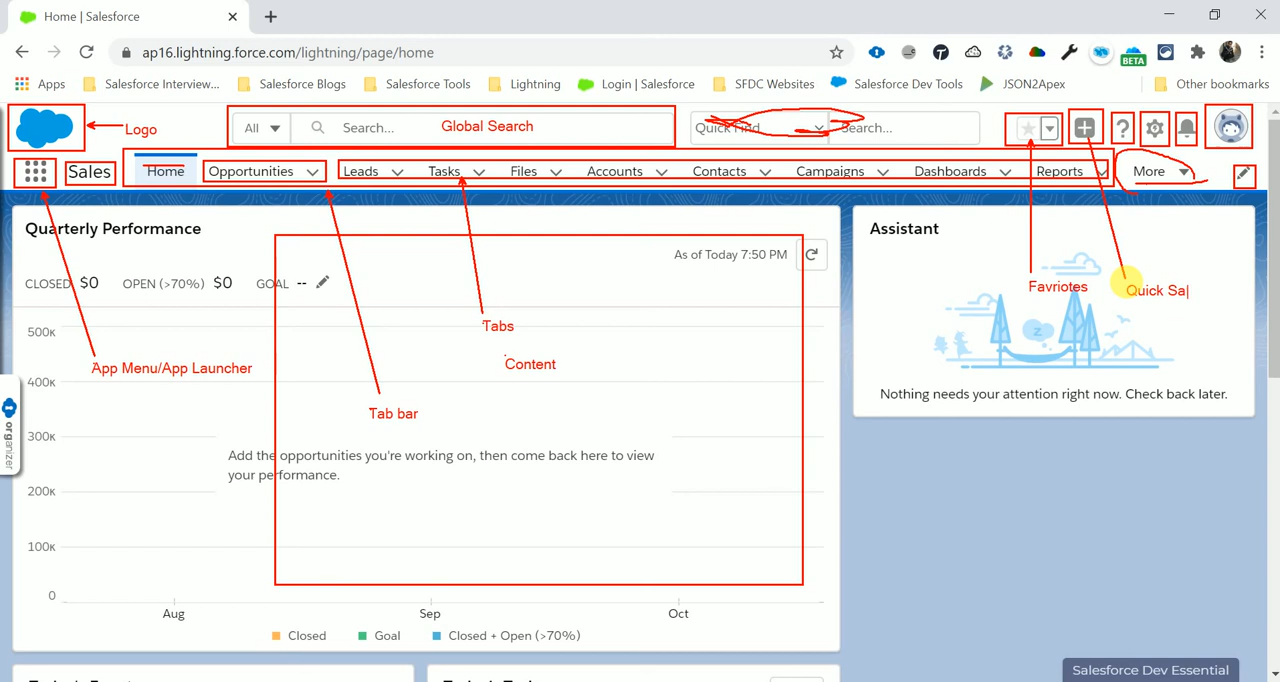 Home | Salesforce
ap16.lightning.force.com/lightning/page/home
BETA
Apps Salesforce Interview... Salesforce Blogs Salesforce Tools Lightning Login | Salesforce SFDC Websites Salesforce Dev Tools JSON2Apex Other bookmarks
Logo
All Search... Global Search Quick Find Search...
Sales Home Opportunities Leads Tasks Files Accounts Contacts Campaigns Dashboards Reports More
Quarterly Performance
As of Today 7:50 PM
CLOSED $0 OPEN (>70%) $0 GOAL --
500K
400K
300K
200K
100K
0
Aug Sep Oct
Closed Goal Closed + Open (>70%)
Add the opportunities you're working on, then come back here to view
your performance.
App Menu/App Launcher
Tab bar
Tabs
Content
Assistant
Favriotes
Quick Sa
z
Nothing needs your attention right now. Check back later.
organizer
Salesforce Dev Essential